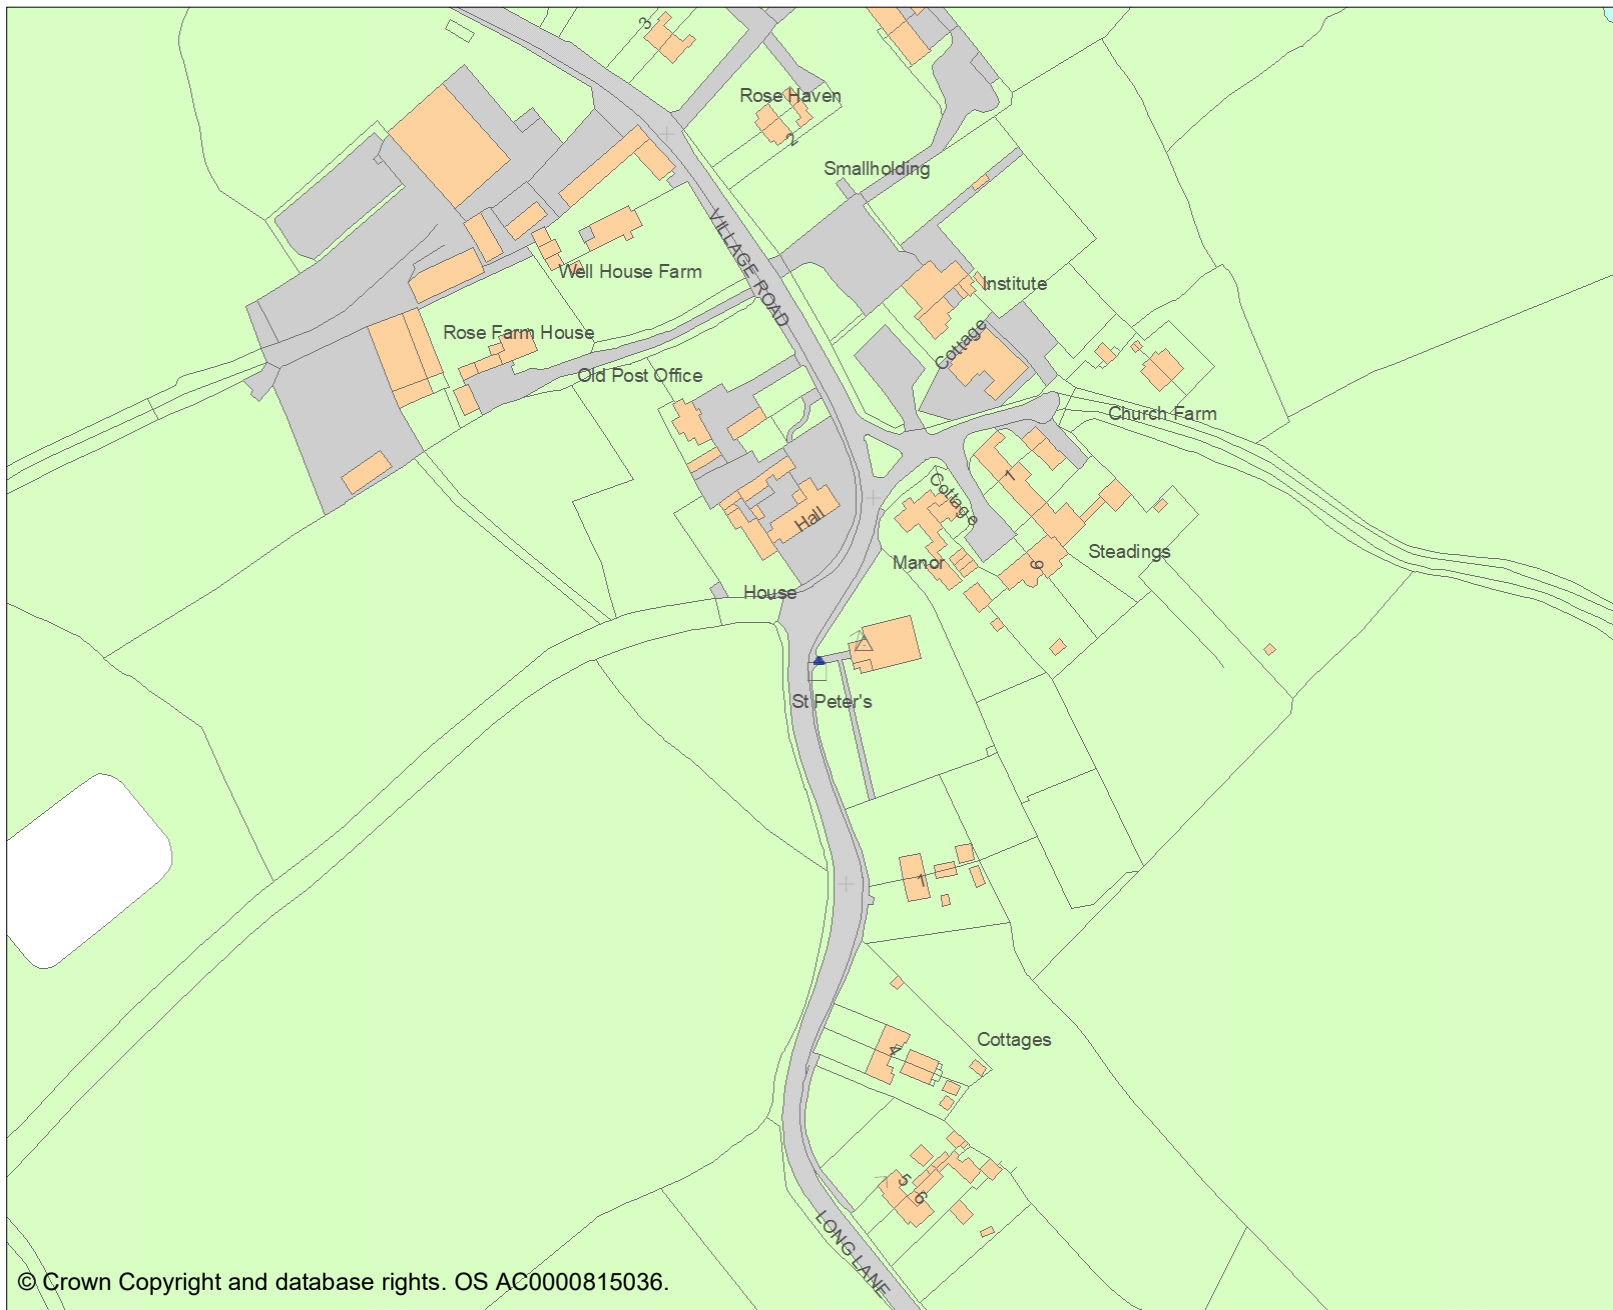 3
Rose Haven
2
Smallholding
VILLAGE ROAD
Well House Farm
Institute
Rose Farm House
Cottage
Old Post Office
Church Farm
1
Cottage
Hall
Manor
Steadings
6
House
St Peter's
1
Cottages
4
5
6
LONG LANE
© Crown Copyright and database rights. OS AC0000815036.